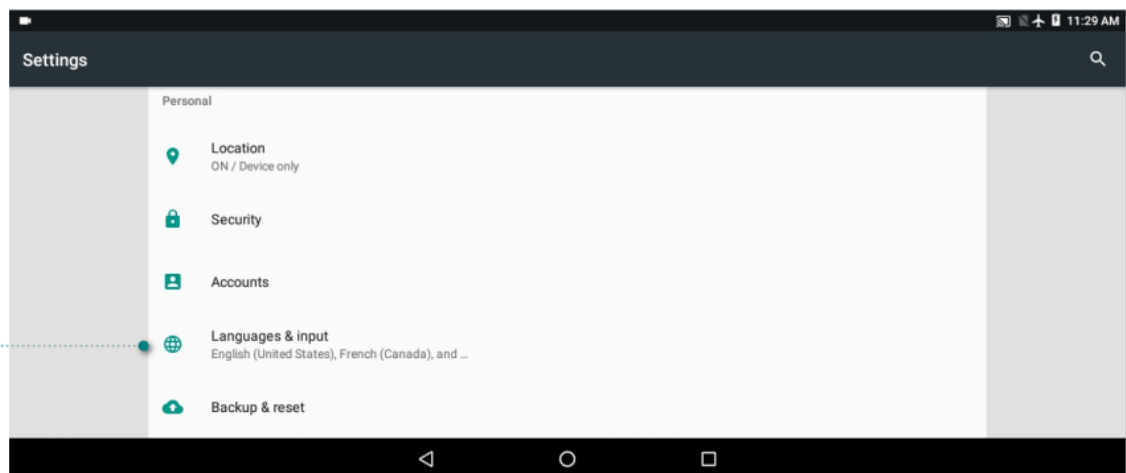 11:29 AM
Settings
Personal
Location
ON / Device only
Security
Accounts
Languages & input
English (United States), French (Canada), and ...
Backup & reset